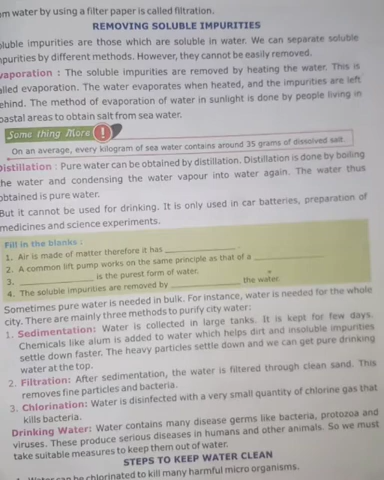 m water by using a filter paper is called filtration.
REMOVING SOLUBLE IMPURITIES
oluble impurities are those which are soluble in water. We can separate soluble
mpurities by different methods. However, they cannot be easily removed.
vaporation : The soluble impurities are removed by heating the water. This is
alled evaporation. The water evaporates when heated, and the impurities are left
ehind. The method of evaporation of water in sunlight is done by people living in
oastal areas to obtain salt from sea water.
Some thing More !
On an average, every kilogram of sea water contains around 35 grams of dissolved salt.
Distillation : Pure water can be obtained by distillation. Distillation is done by boiling
he water and condensing the water vapour into water again. The water thus
obtained is pure water.
But it cannot be used for drinking. It is only used in car batteries, preparation of
medicines and science experiments.
Fill in the blanks :
1. Air is made of matter therefore it has ____________ .
2. A common lift pump works on the same principle as that of a ____________
3. ____________ is the purest form of water.
4. The soluble impurities are removed by ____________ the water.
Sometimes pure water is needed in bulk. For instance, water is needed for the whole
city. There are mainly three methods to purify city water:
1. Sedimentation: Water is collected in large tanks. It is kept for few days.
Chemicals like alum is added to water which helps dirt and insoluble impurities
settle down faster. The heavy particles settle down and we can get pure drinking
water at the top.
2. Filtration: After sedimentation, the water is filtered through clean sand. This
removes fine particles and bacteria.
3. Chlorination: Water is disinfected with a very small quantity of chlorine gas that
kills bacteria.
Drinking Water: Water contains many disease germs like bacteria, protozoa and
viruses. These produce serious diseases in humans and other animals. So we must
take suitable measures to keep them out of water.
STEPS TO KEEP WATER CLEAN
Water can be chlorinated to kill many harmful micro organisms.